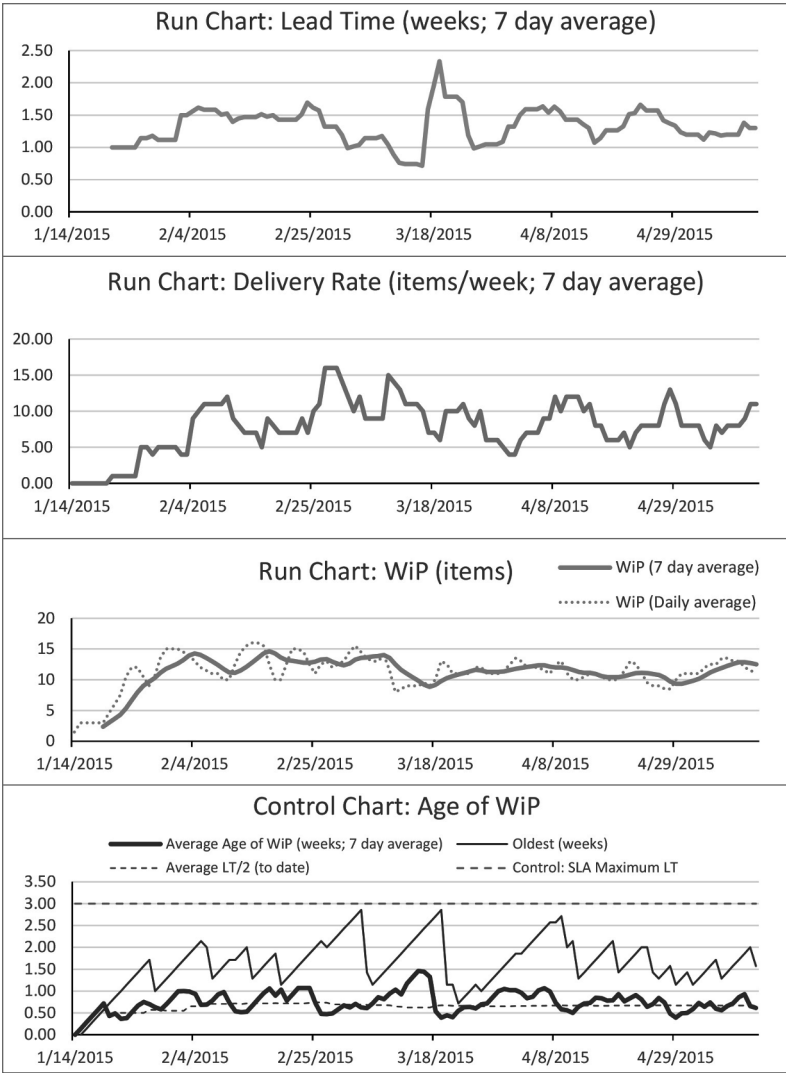 Run Chart: Lead Time (weeks; 7 day average)
2.50
2.00
1.50
1.00
0.50
0.00
1/14/2015 2/4/2015 2/25/2015 3/18/2015 4/8/2015 4/29/2015
Run Chart: Delivery Rate (items/week; 7 day average)
20.00
15.00
10.00
5.00
0.00
1/14/2015 2/4/2015 2/25/2015 3/18/2015 4/8/2015 4/29/2015
Run Chart: WiP (items)
WiP (7 day average)
WiP (Daily average)
20
15
10
5
0
1/14/2015 2/4/2015 2/25/2015 3/18/2015 4/8/2015 4/29/2015
Control Chart: Age of WiP
Average Age of WiP (weeks; 7 day average) Oldest (weeks)
Average LT/2 (to date) Control: SLA Maximum LT
3.50
3.00
2.50
2.00
1.50
1.00
0.50
0.00
1/14/2015 2/4/2015 2/25/2015 3/18/2015 4/8/2015 4/29/2015